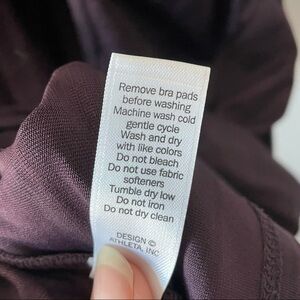 Remove bra pads
before washing
Machine wash cold
gentle cycle
Wash and dry
with like colors
Do not bleach
Do not use fabric
softeners
Tumble dry low
Do not iron
Do not dry clean
DESIGN ©
ATHLETA, INC